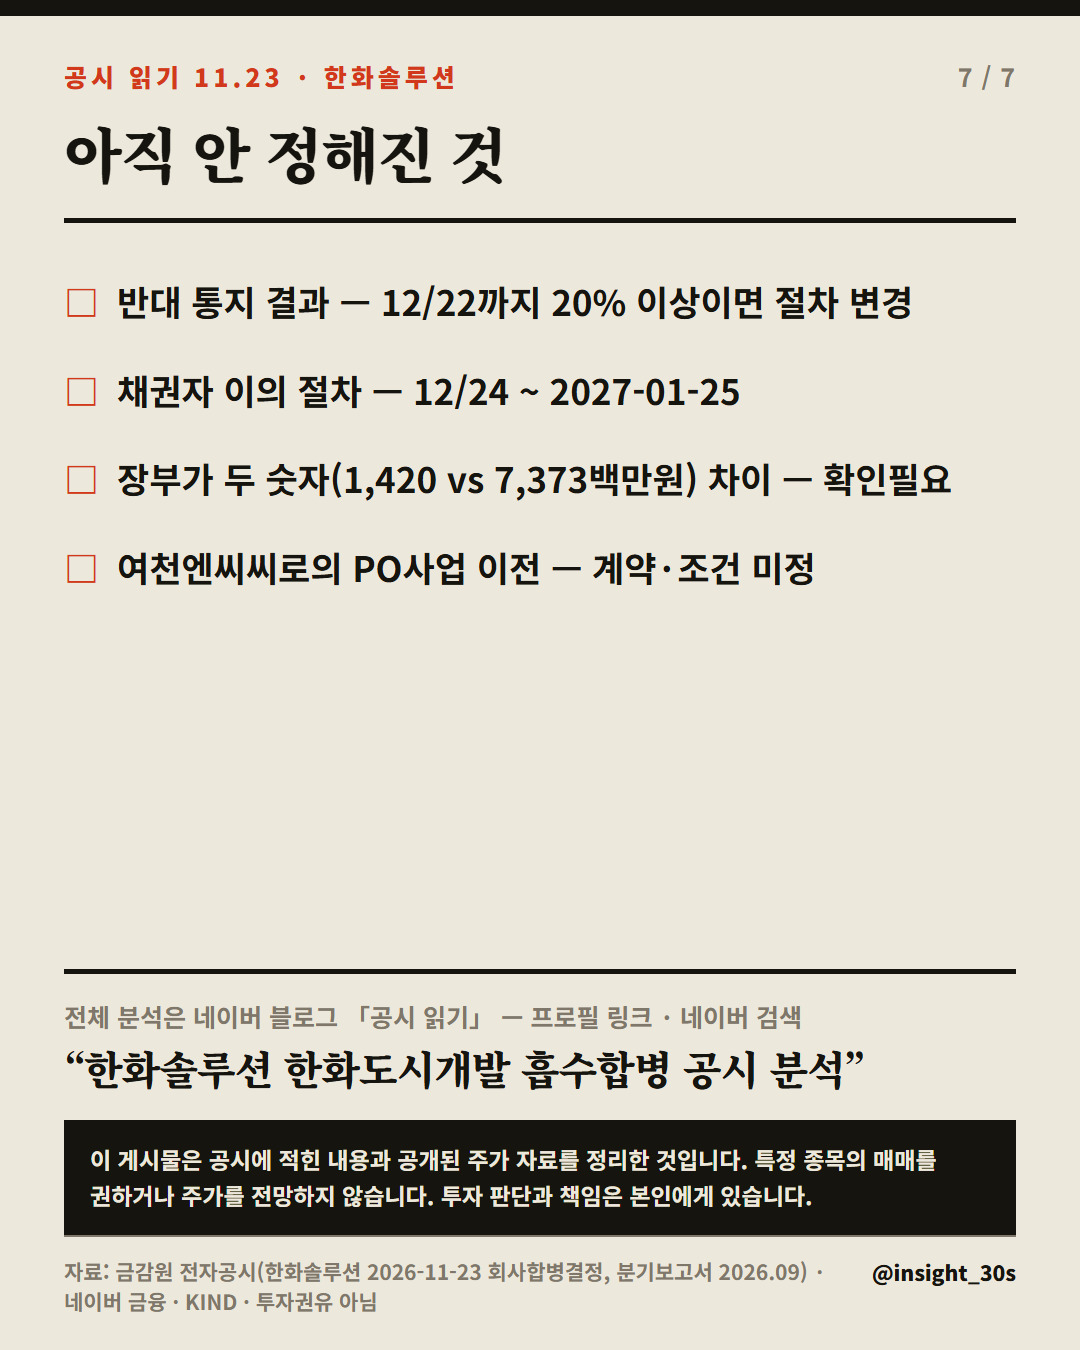 공시 읽기 11.23 · 한화솔루션
7 / 7
아직 안 정해진 것
□ 반대 통지 결과 — 12/22까지 20% 이상이면 절차 변경
□ 채권자 이의 절차 — 12/24 ~ 2027-01-25
□ 장부가 두 숫자(1,420 vs 7,373백만원) 차이 — 확인필요
□ 여천엔씨씨로의 PO사업 이전 — 계약·조건 미정
전체 분석은 네이버 블로그 「공시 읽기」 — 프로필 링크 · 네이버 검색
“한화솔루션 한화도시개발 흡수합병 공시 분석”
이 게시물은 공시에 적힌 내용과 공개된 주가 자료를 정리한 것입니다. 특정 종목의 매매를
권하거나 주가를 전망하지 않습니다. 투자 판단과 책임은 본인에게 있습니다.
자료: 금감원 전자공시(한화솔루션 2026-11-23 회사합병결정, 분기보고서 2026.09) ·
네이버 금융 · KIND · 투자권유 아님
@insight_30s